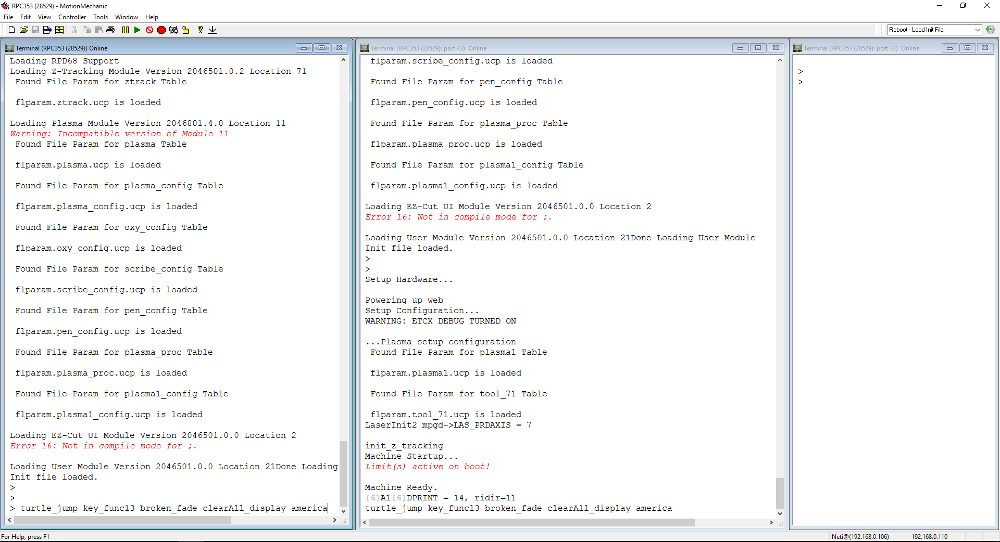 RPC353 (28529) - MotionMechanic
File Edit View Controller Tools Window Help
Reboot - Load Init File
Terminal (RPC353 (28529)) Online
Loading RPD68 Support
Loading Z-Tracking Module Version 2046501.0.2 Location 71
Found File Param for ztrack Table
flparam.ztrack.ucp is loaded
Loading Plasma Module Version 2046801.4.0 Location 11
Warning: Incompatible version of Module 11
Found File Param for plasma Table
flparam.plasma.ucp is loaded
Found File Param for plasma_config Table
flparam.plasma_config.ucp is loaded
Found File Param for oxy_config Table
flparam.oxy_config.ucp is loaded
Found File Param for scribe_config Table
flparam.scribe_config.ucp is loaded
Found File Param for pen_config Table
flparam.pen_config.ucp is loaded
Found File Param for plasma_proc Table
flparam.plasma_proc.ucp is loaded
Found File Param for plasma1_config Table
flparam.plasma1_config.ucp is loaded
Loading EZ-Cut UI Module Version 2046501.0.0 Location 2
Error 16: Not in compile mode for ;.
Loading User Module Version 2046501.0.0 Location 21Done Loading
Init file loaded.
>
>
> turtle_jump key_func13 broken_fade clearAll_display america
Terminal (RPC353 (28529): port 43) Online
flparam.scribe_config.ucp is loaded
Found File Param for pen_config Table
flparam.pen_config.ucp is loaded
Found File Param for plasma_proc Table
flparam.plasma_proc.ucp is loaded
Found File Param for plasma1_config Table
flparam.plasma1_config.ucp is loaded
Loading EZ-Cut UI Module Version 2046501.0.0 Location 2
Error 16: Not in compile mode for ;.
Loading User Module Version 2046501.0.0 Location 21Done Loading User Module
Init file loaded.
>
>
Setup Hardware...
Powering up web
Setup Configuration...
WARNING: ETCX DEBUG TURNED ON
...Plasma setup configuration
Found File Param for plasma1 Table
flparam.plasma1.ucp is loaded
Found File Param for tool_71 Table
flparam.tool_71.ucp is loaded
LaserInit2 mpgd->LAS_PRDAXIS = 7
init_z_tracking
Machine Startup...
Limit(s) active on boot!
Machine Ready.
{6}A1{6}DPRINT = 14, ridir=11
turtle_jump key_func13 broken_fade clearAll_display america
Terminal (RPC353 (28529): port 33) Online
>
>
For Help, press F1
Neti@(192.168.0.106)
192.168.0.110